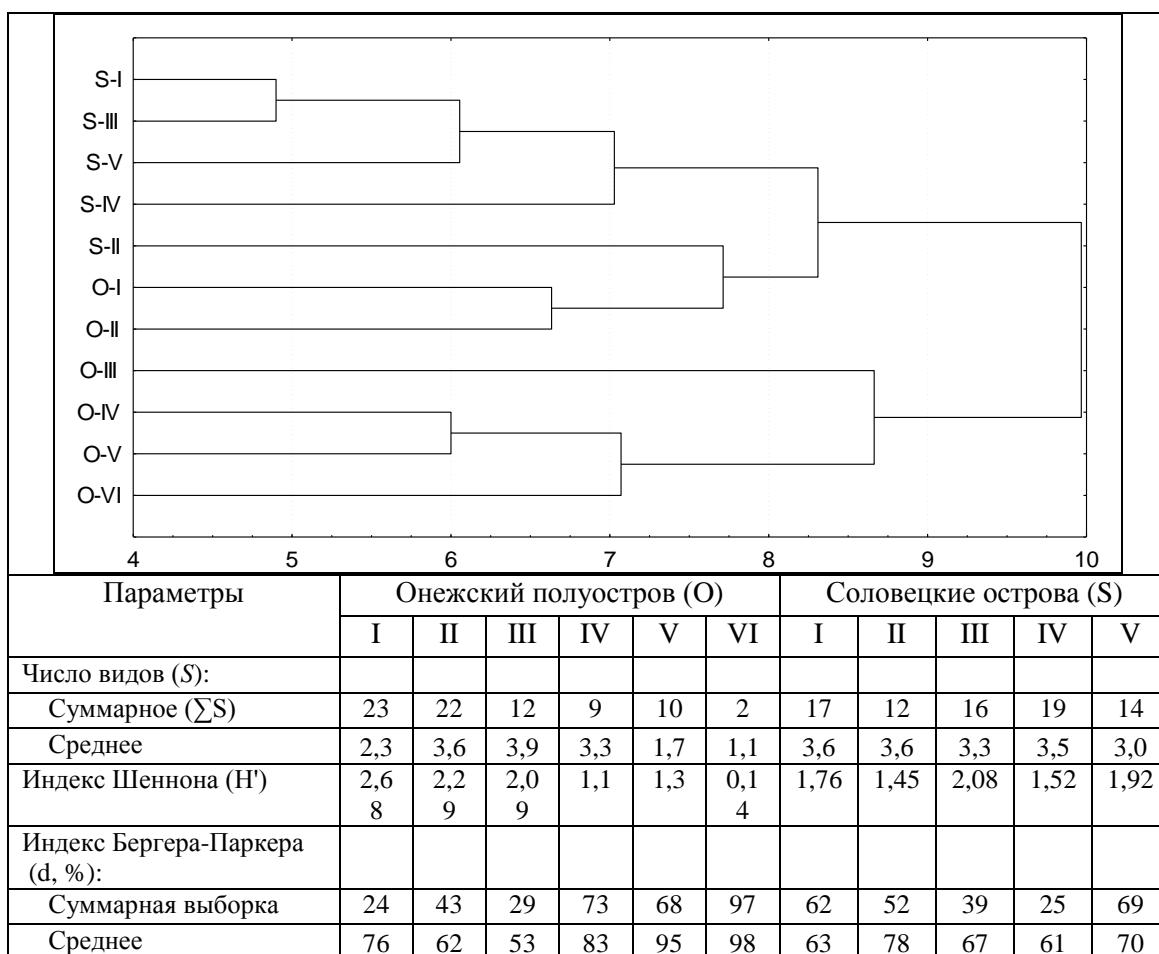 S-I
S-III
S-V
S-IV
S-II
O-I
O-II
O-III
O-IV
O-V
O-VI
4 5 6 7 8 9 10
Параметры Онежский полуостров (О) Соловецкие острова (S)
I II III IV V VI I II III IV V
Число видов (S):
Суммарное (∑S) 23 22 12 9 10 2 17 12 16 19 14
Среднее 2,3 3,6 3,9 3,3 1,7 1,1 3,6 3,6 3,3 3,5 3,0
Индекс Шеннона (H') 2,6 2,2 2,0 1,1 1,3 0,1 1,76 1,45 2,08 1,52 1,92
8 9 9 4
Индекс Бергера-Паркера
(d, %):
Суммарная выборка 24 43 29 73 68 97 62 52 39 25 69
Среднее 76 62 53 83 95 98 63 78 67 61 70